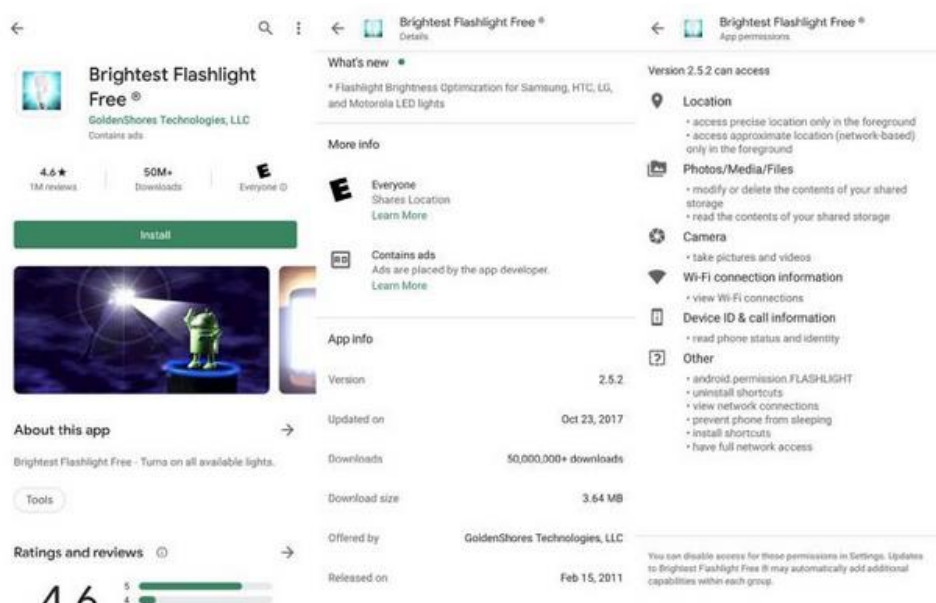 Brightest Flashlight
Free ®
GoldenShores Technologies, LLC
Contains ads
4.6★
1M reviews
50M+
Downloads
E
Everyone
Install
About this app
Brightest Flashlight Free - Turns on all available lights.
Tools
Ratings and reviews
4.6
5
4
Brightest Flashlight Free ®
Details
What's new
* Flashlight Brightness Optimization for Samsung, HTC, LG,
and Motorola LED lights
More info
E
Everyone
Shares Location
Learn More
AD
Contains ads
Ads are placed by the app developer.
Learn More
App info
Version 2.5.2
Updated on Oct 23, 2017
Downloads 50,000,000+ downloads
Download size 3.64 MB
Offered by GoldenShores Technologies, LLC
Released on Feb 15, 2011
Brightest Flashlight Free ®
App permissions
Version 2.5.2 can access
Location
• access precise location only in the foreground
• access approximate location (network-based)
only in the foreground
Photos/Media/Files
• modify or delete the contents of your shared
storage
• read the contents of your shared storage
Camera
• take pictures and videos
Wi-Fi connection information
• view Wi-Fi connections
Device ID & call information
• read phone status and identity
?
Other
• android.permission.FLASHLIGHT
• uninstall shortcuts
• view network connections
• prevent phone from sleeping
• install shortcuts
• have full network access
You can disable access for these permissions in Settings. Updates
to Brightest Flashlight Free ® may automatically add additional
capabilities within each group.